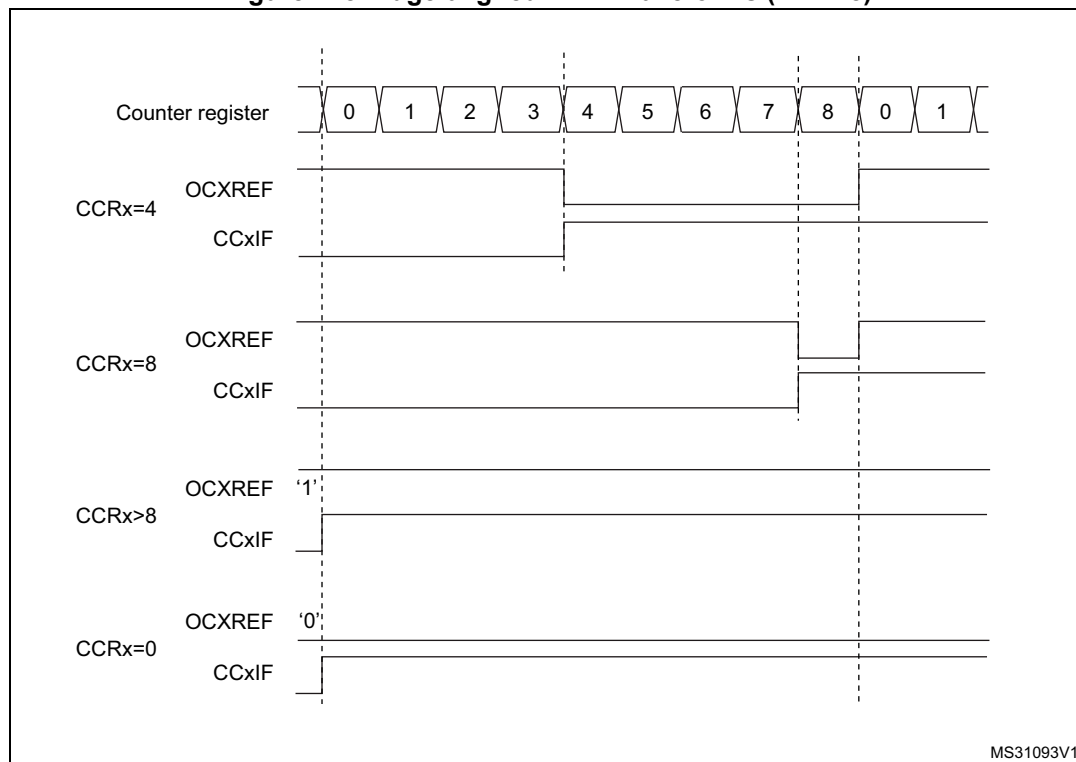 Counter register 0 1 2 3 4 5 6 7 8 0 1
OCXREF
CCRx=4
CCxIF
OCXREF
CCRx=8
CCxIF
OCXREF ‘1’
CCRx>8
CCxIF
OCXREF ‘0’
CCRx=0
CCxIF
MS31093V1